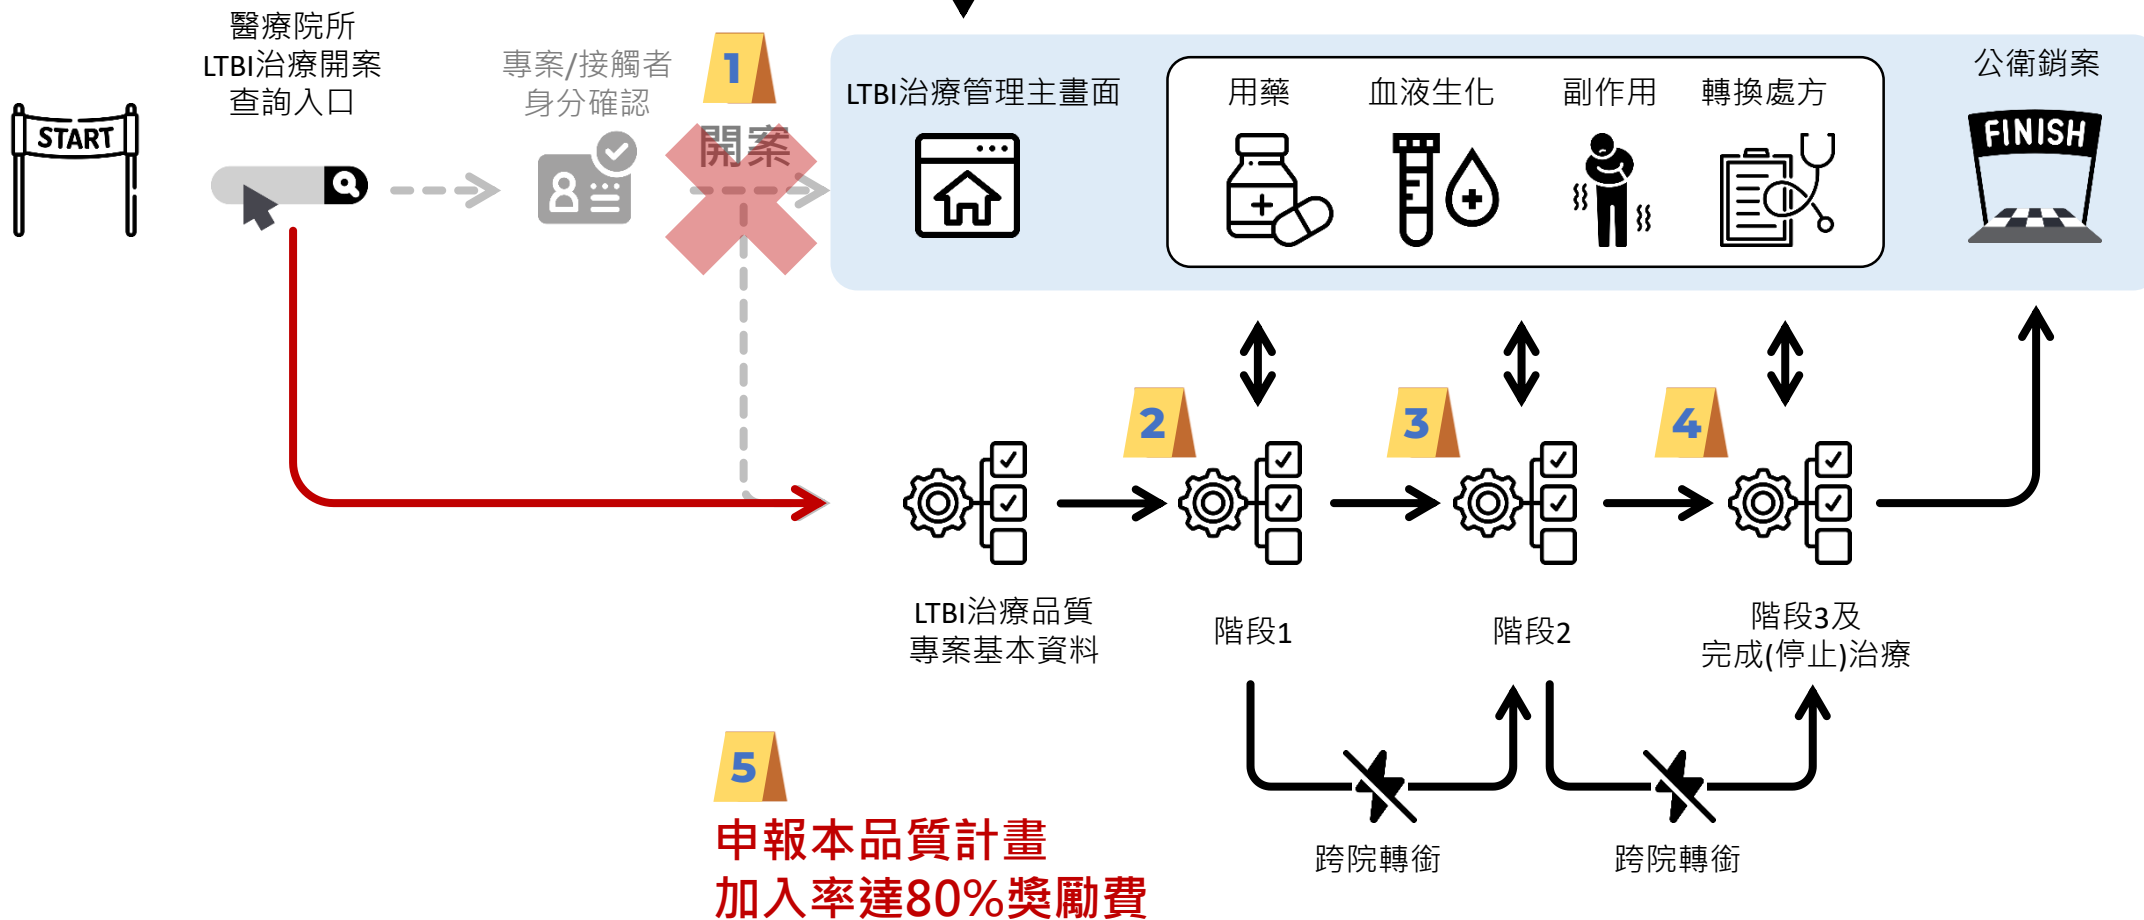 醫療院所
LTBI治療開案
查詢入口
START
專案/接觸者
身分確認
1
開案
LTBI治療管理主畫面
用藥
血液生化
副作用
轉換處方
公衛銷案
FINISH
2
3
4
LTBI治療品質
專案基本資料
階段1
階段2
階段3及
完成(停止)治療
跨院轉銜
跨院轉銜
5
申報本品質計畫
加入率達80%獎勵費